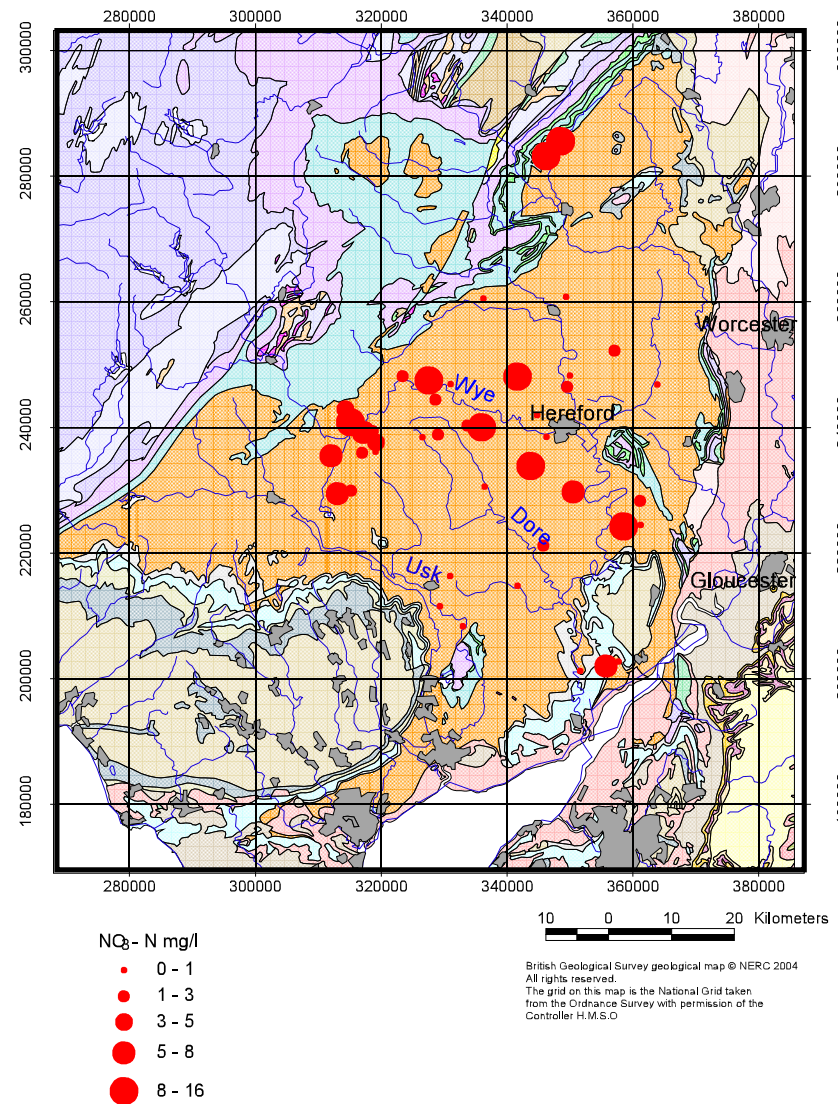 280000 300000 320000 340000 360000 380000
300000
280000
260000
240000
220000
200000
180000
Worcester
Wye
Hereford
Dore
Usk
Gloucester
280000 300000 320000 340000 360000 380000
10 0 10 20 Kilometers
NO3 - N mg/l
0 - 1
1 - 3
3 - 5
5 - 8
8 - 16
British Geological Survey geological map © NERC 2004
All rights reserved.
The grid on this map is the National Grid taken
from the Ordnance Survey with permission of the
Controller H.M.S.O